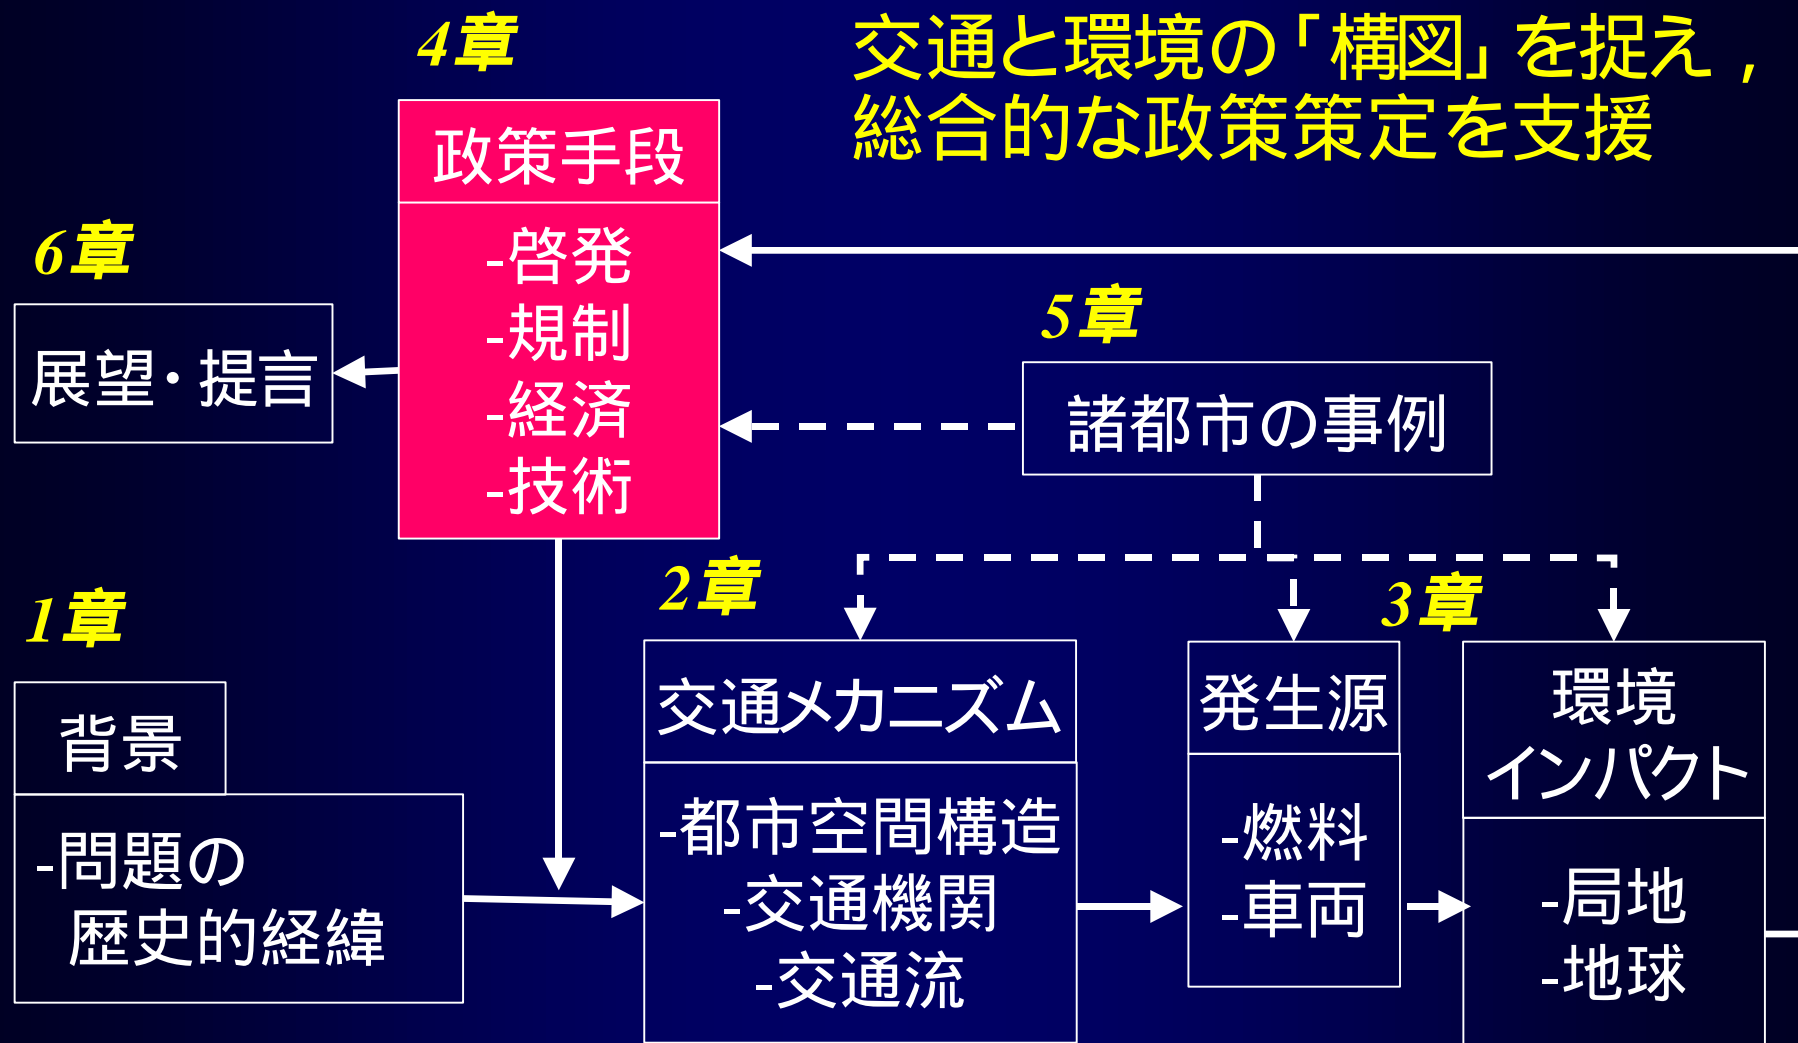 交通と環境の「構図」を捉え，
総合的な政策策定を支援
4章
政策手段
-啓発
-規制
-経済
-技術
6章
展望・提言
5章
諸都市の事例
1章
背景
-問題の
歴史的経緯
2章
交通メカニズム
-都市空間構造
-交通機関
-交通流
3章
発生源
-燃料
-車両
環境
インパクト
-局地
-地球